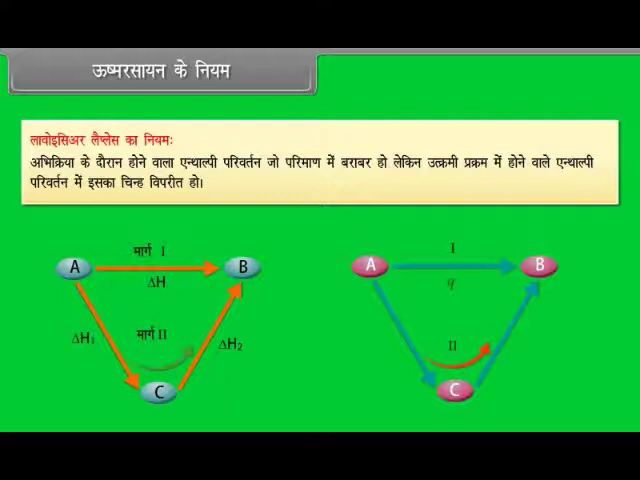 ऊष्मरसायन के नियम
लावोइसिअर लैप्लेस का नियमः
अभिक्रिया के दौरान होने वाला एन्थाल्पी परिवर्तन जो परिमाण में बराबर हो लेकिन उत्क्रमी प्रक्रम में होने वाले एन्थाल्पी
परिवर्तन में इसका चिन्ह विपरीत हो।
मार्ग I
A B
ΔH
ΔH₁ मार्ग II ΔH₂
C
I
A B
q
II
C